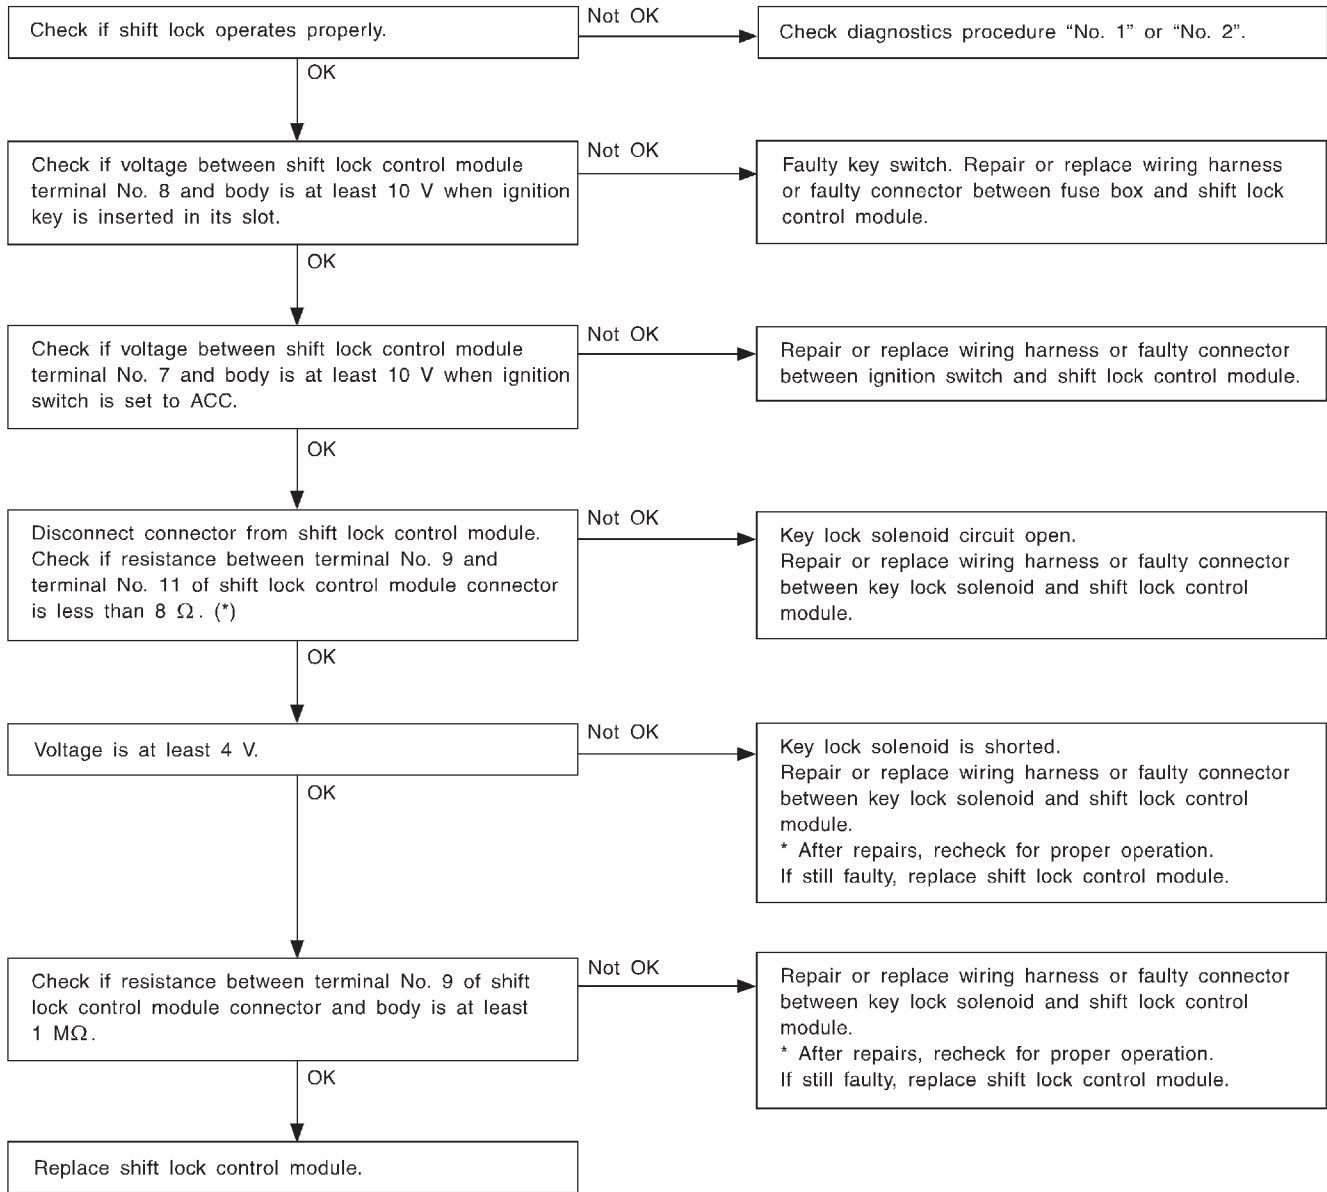 Check if shift lock operates properly.
Not OK
Check diagnostics procedure “No. 1” or “No. 2”.
OK
Check if voltage between shift lock control module
terminal No. 8 and body is at least 10 V when ignition
key is inserted in its slot.
Not OK
Faulty key switch. Repair or replace wiring harness
or faulty connector between fuse box and shift lock
control module.
OK
Check if voltage between shift lock control module
terminal No. 7 and body is at least 10 V when ignition
switch is set to ACC.
Not OK
Repair or replace wiring harness or faulty connector
between ignition switch and shift lock control module.
OK
Disconnect connector from shift lock control module.
Check if resistance between terminal No. 9 and
terminal No. 11 of shift lock control module connector
is less than 8 Ω. (*)
Not OK
Key lock solenoid circuit open.
Repair or replace wiring harness or faulty connector
between key lock solenoid and shift lock control
module.
OK
Voltage is at least 4 V.
Not OK
Key lock solenoid is shorted.
Repair or replace wiring harness or faulty connector
between key lock solenoid and shift lock control
module.
* After repairs, recheck for proper operation.
If still faulty, replace shift lock control module.
OK
Check if resistance between terminal No. 9 of shift
lock control module connector and body is at least
1 MΩ.
Not OK
Repair or replace wiring harness or faulty connector
between key lock solenoid and shift lock control
module.
* After repairs, recheck for proper operation.
If still faulty, replace shift lock control module.
OK
Replace shift lock control module.